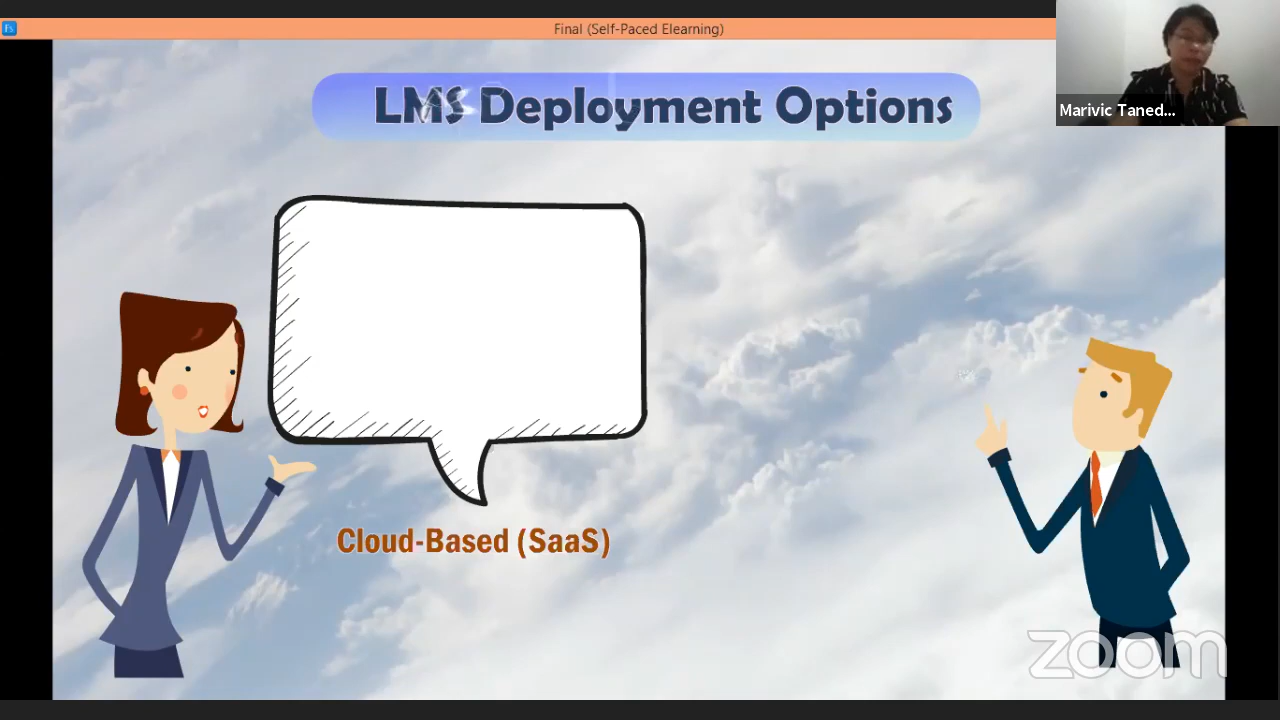 Final (Self-Paced Elearning)
LMS Deployment Options
Marivic Taned...
Cloud-Based (SaaS)
zoom